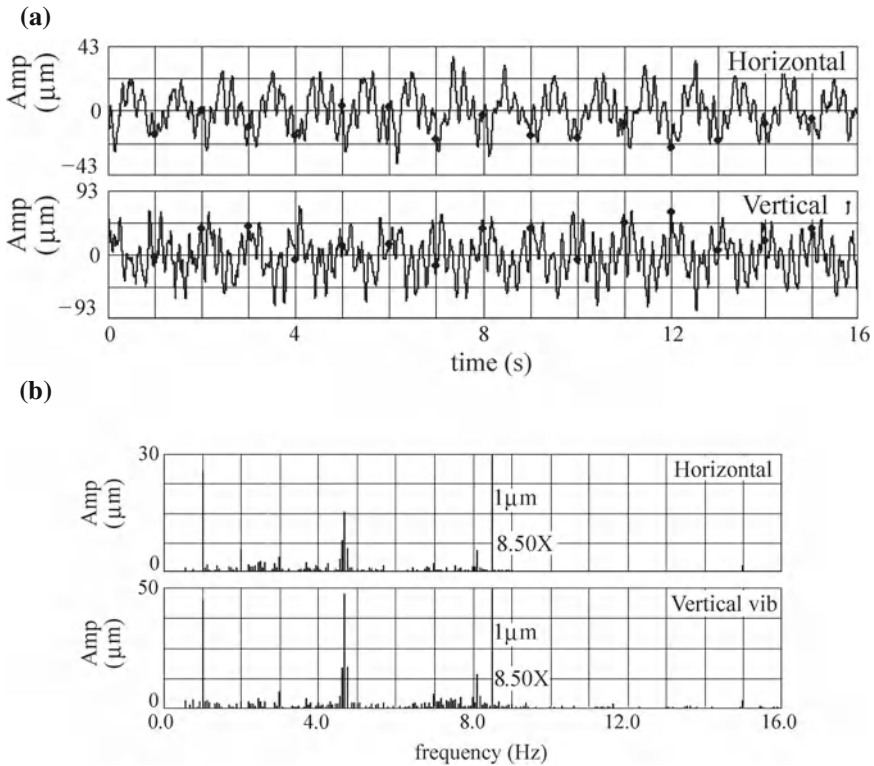 (a)
43
Horizontal
Amp
(μm)
0
−43
93
Vertical
Amp
(μm)
0
−93
0 4 8 12 16
time (s)
(b)
30
Horizontal
Amp
(μm)
1μm
8.50X
0
50
Vertical vib
Amp
(μm)
1μm
8.50X
0
0.0 4.0 8.0 12.0 16.0
frequency (Hz)